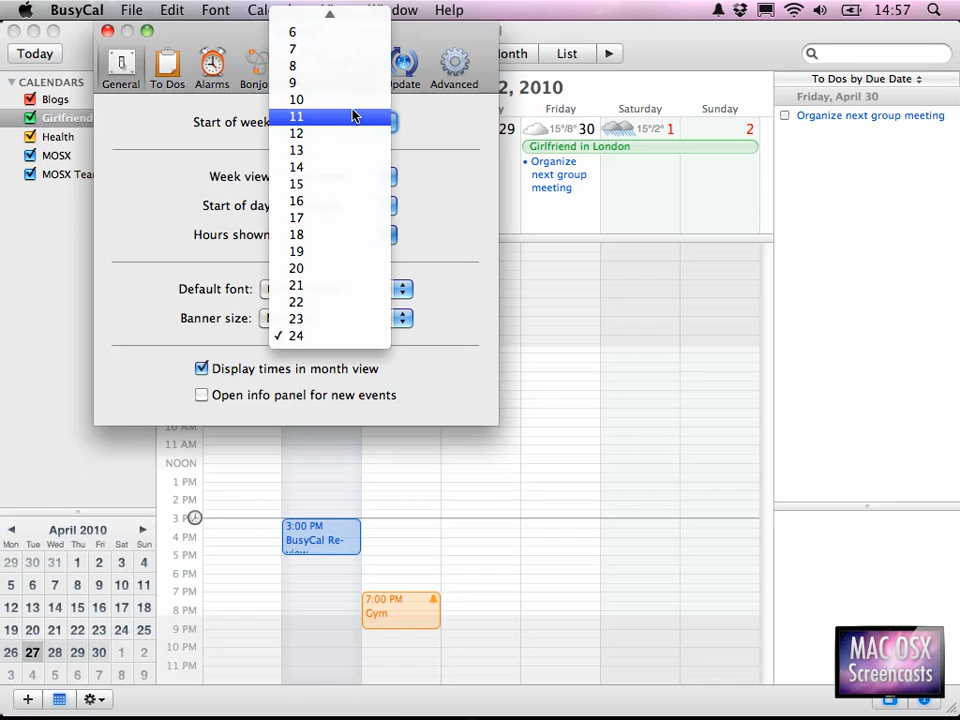 BusyCal File Edit Font Help 14:57
Today
onth List
General To Dos Alarms Advanced
CALENDARS
Blogs
Girlfriend
Health
MOSX
MOSX Tea
Start of week
Week view
Start of day
Hours shown
Default font:
Banner size:
Display times in month view
Open info panel for new events
6
7
8
9
10
11
12
13
14
15
16
17
18
19
20
21
22
23
✓ 24
2, 2010
Friday Saturday Sunday
29 15°/8° 30 15°/2° 1 2
Girlfriend in London
• Organize
next group
meeting
To Dos by Due Date
Friday, April 30
Organize next group meeting
10 AM
11 AM
NOON
1 PM
2 PM
4 PM
5 PM
6 PM
7 PM
8 PM
9 PM
10 PM
11 PM
3:00 PM
BusyCal Re-
view
7:00 PM
Gym
April 2010
Mon Tue Wed Thu Fri Sat Sun
29 30 31 1 2 3 4
5 6 7 8 9 10 11
12 13 14 15 16 17 18
19 20 21 22 23 24 25
26 27 28 29 30 1 2
3 4 5 6 7 8 9
MAC OSX
Screencasts